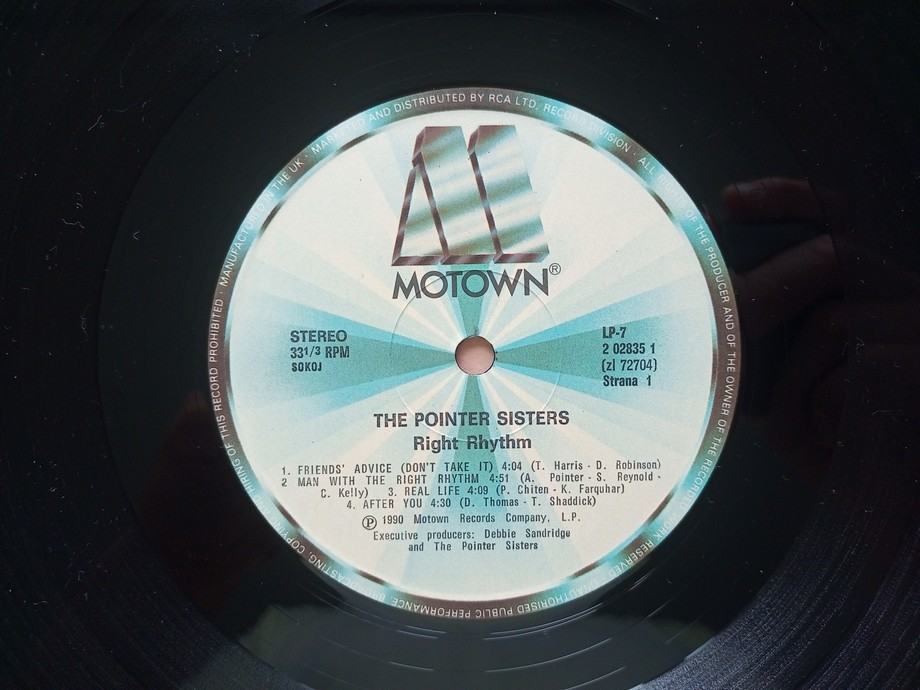 MANUFACTURED IN THE UK · MARKETED AND DISTRIBUTED BY RCA LTD, RECORD DIVISION · ALL RIGHTS OF THE PRODUCER AND OF THE OWNER OF THE RECORDED WORK RESERVED. UNAUTHORISED PUBLIC PERFORMANCE, BROADCASTING, COPYING HIRING OF THIS RECORD PROHIBITED ·
MOTOWN®
STEREO
33 1/3 RPM
SOKOJ
LP-7
2 02835 1
(zl 72704)
Strana 1
THE POINTER SISTERS
Right Rhythm
1. FRIENDS' ADVICE (DON'T TAKE IT) 4:04 (T. Harris - D. Robinson)
2 MAN WITH THE RIGHT RHYTHM 4:51 (A. Pointer - S. Reynold -
C. Kelly) 3. REAL LIFE 4:09 (P. Chiten - K. Farquhar)
4. AFTER YOU 4:30 (D. Thomas - T. Shaddick)
℗ 1990 Motown Records Company, L.P.
Executive producers: Debbie Sandridge
and The Pointer Sisters